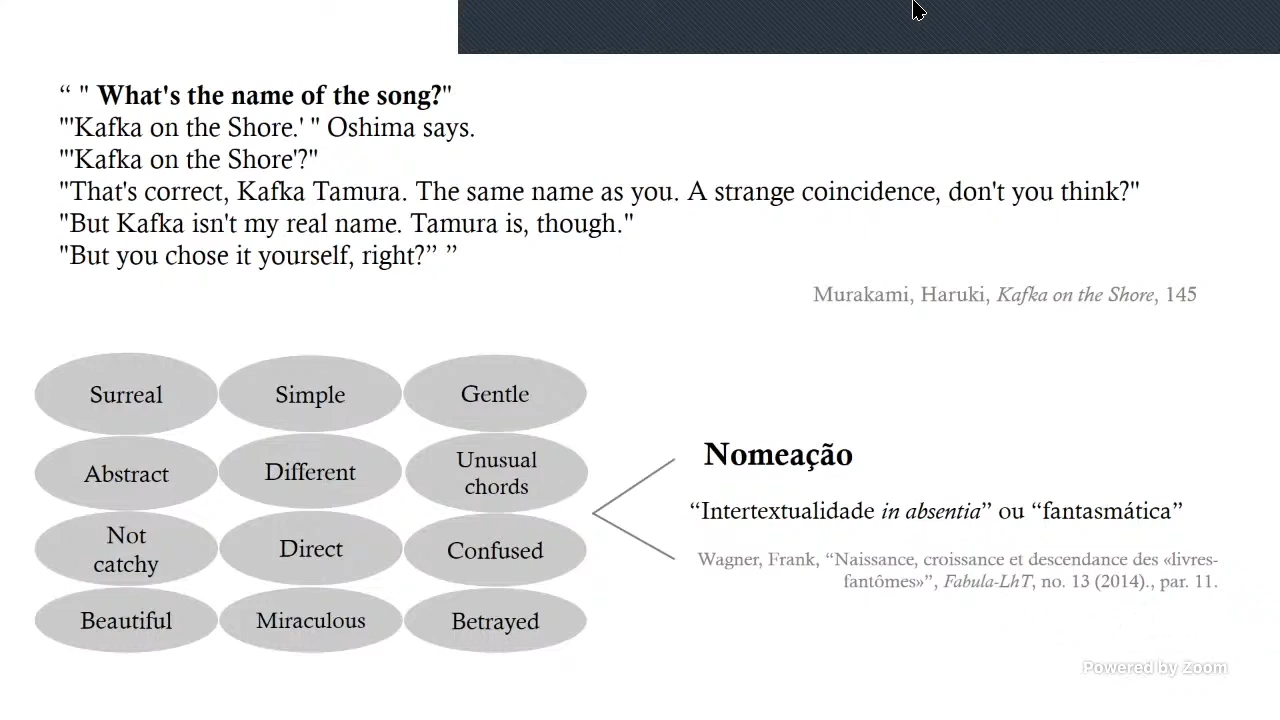 “ " What's the name of the song?"
"'Kafka on the Shore.' " Oshima says.
"'Kafka on the Shore'?"
"That's correct, Kafka Tamura. The same name as you. A strange coincidence, don't you think?"
"But Kafka isn't my real name. Tamura is, though."
"But you chose it yourself, right?” ”
Murakami, Haruki, Kafka on the Shore, 145
Surreal
Simple
Gentle
Abstract
Different
Unusual
chords
Not
catchy
Direct
Confused
Beautiful
Miraculous
Betrayed
Nomeação
“Intertextualidade in absentia” ou “fantasmática”
Wagner, Frank, “Naissance, croissance et descendance des «livres-
fantômes»”, Fabula-LhT, no. 13 (2014)., par. 11.
Powered by Zoom